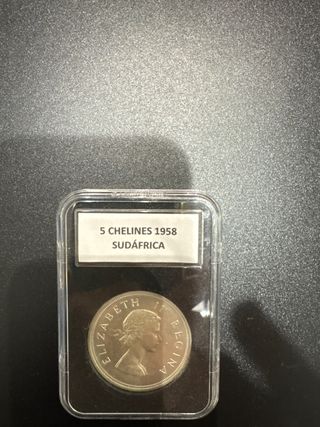 5 CHELINES 1958
SUDÁFRICA
ELIZABETH II REGINA